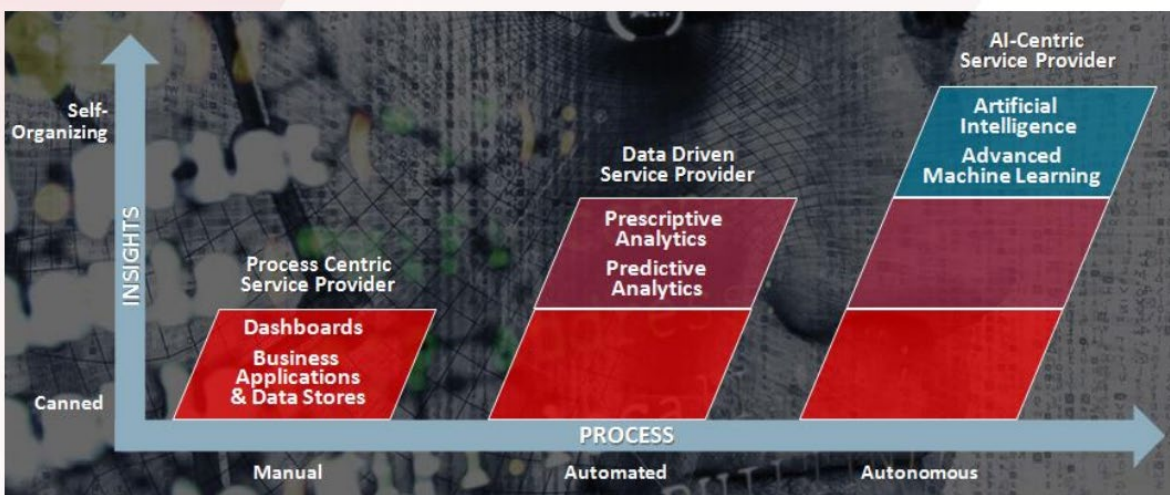 AI-Centric
Service Provider
Self-
Organizing
Artificial
Intelligence
Advanced
Machine Learning
Data Driven
Service Provider
Prescriptive
Analytics
Predictive
Analytics
INSIGHTS
Process Centric
Service Provider
Dashboards
Business
Applications
& Data Stores
Canned
PROCESS
Manual
Automated
Autonomous